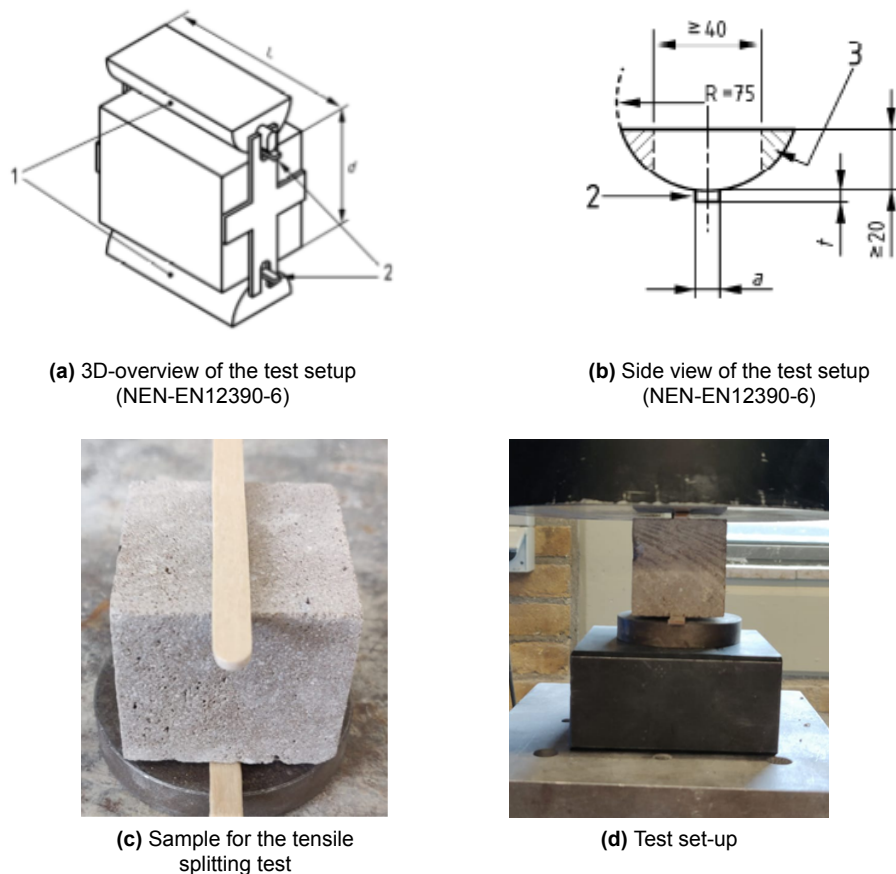 L
d
1
2
≥ 40
3
R = 75
2
≥ 20
t
a
(a) 3D-overview of the test setup
(NEN-EN12390-6)
(b) Side view of the test setup
(NEN-EN12390-6)
(c) Sample for the tensile
splitting test
(d) Test set-up